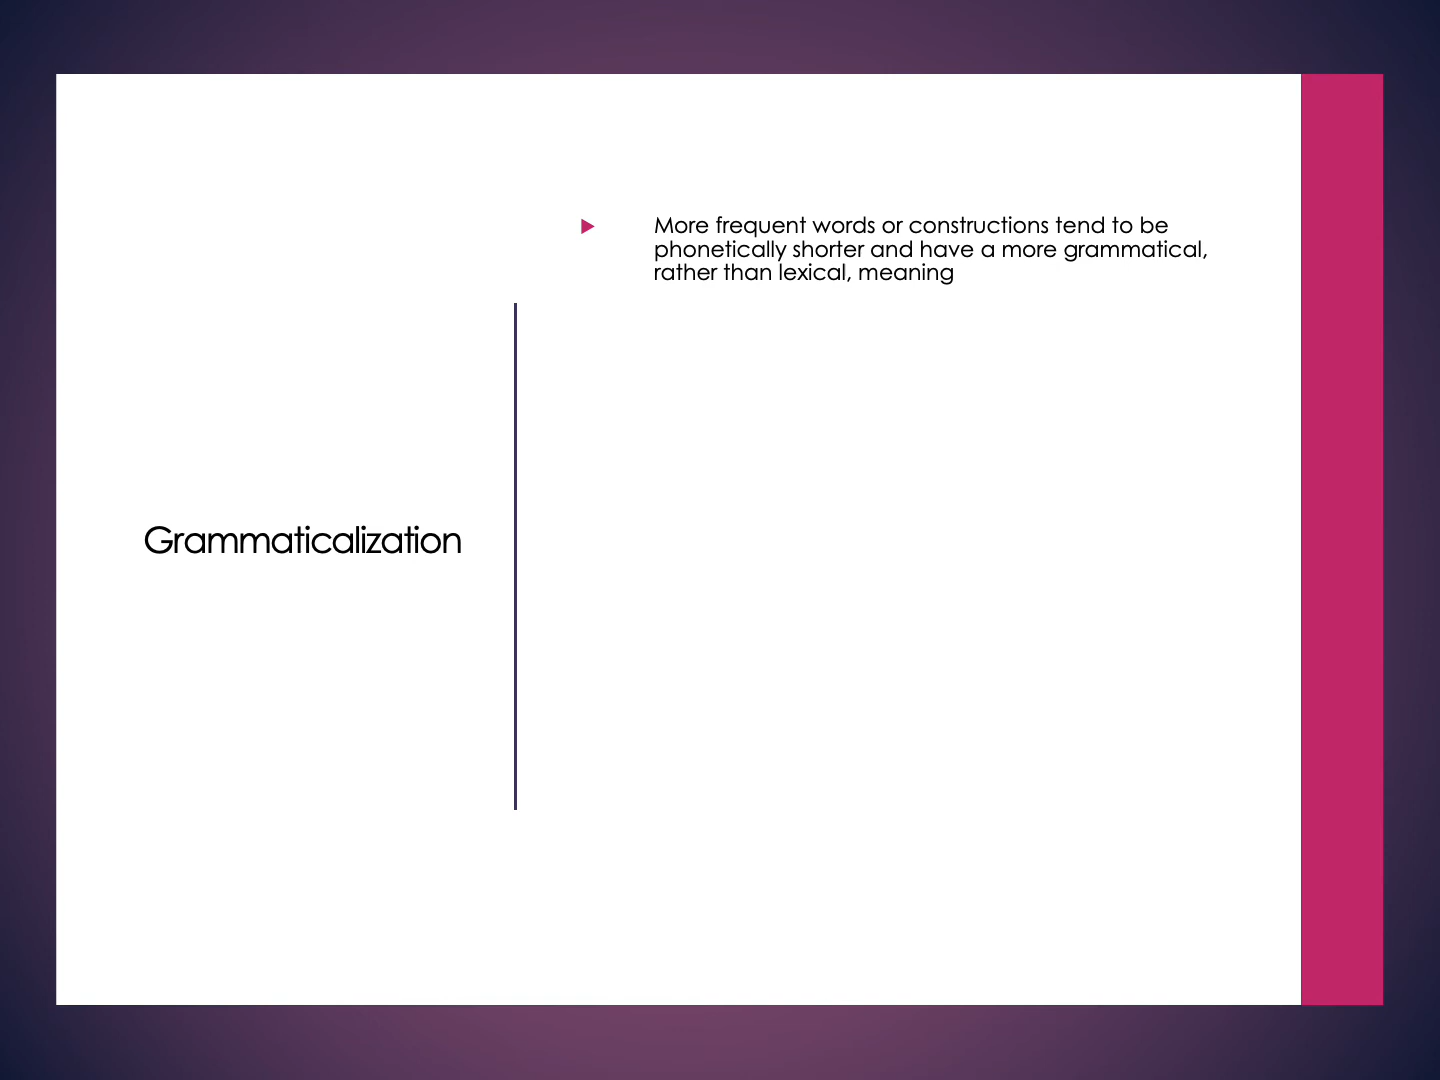 Grammaticalization
More frequent words or constructions tend to be
phonetically shorter and have a more grammatical,
rather than lexical, meaning